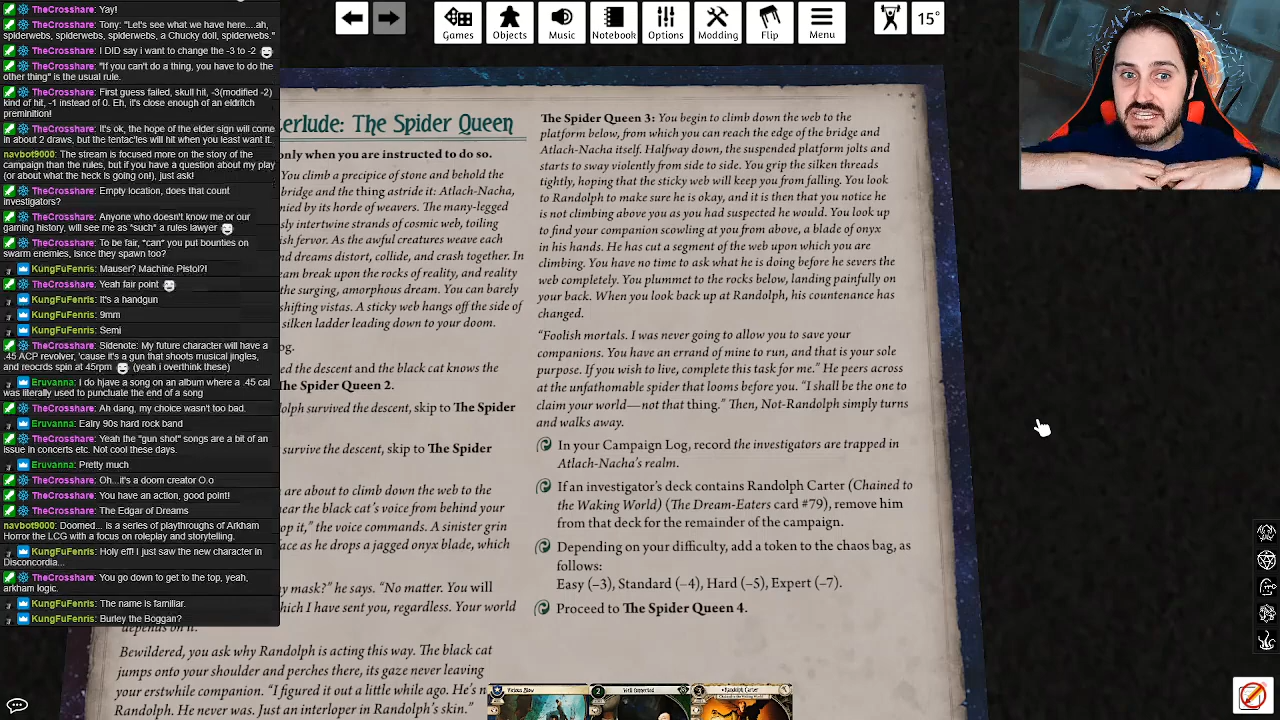 TheCrosshare: Yay!
TheCrosshare: Tony: "Let's see what we have here...ah,
spiderwebs, spiderwebs, spiderwebs, a Chucky doll, spiderwebs."
TheCrosshare: I DID say i want to change the -3 to -2
TheCrosshare: "If you can't do a thing, you have to do the
other thing" is the usual rule.
TheCrosshare: First guess failed, skull hit, -3(modified -2)
kind of hit, -1 instead of 0. Eh, it's close enough for an eldritch
preminition!
TheCrosshare: It's ok, the hope of the elder sign will come
in about 2 draws, but the tentac'les will hit when you least want it.
navbot9000: The stream is focused more on the story of the
campaign than the rules, but if you have a question about my play
(or about what the heck is going on!), just ask!
TheCrosshare: Empty location, does that count
investigators?
TheCrosshare: Anyone who doesn't know me or our
gaming history, will see me as "such" a rules lawyer
TheCrosshare: To be fair, "can" you put bounties on
swarm enemies, isnce they spawn too?
KungFuFenris: Mauser? Machine Pistol?!
TheCrosshare: Yeah fair point
KungFuFenris: It's a handgun
KungFuFenris: 9mm
KungFuFenris: Semi
TheCrosshare: Sidenote: My future character will have a
.45 ACP revolver, 'cause it's a gun that shoots musical jingles,
and reocrds spin at 45rpm (yeah i overthink these)
Eruvanna: I do hjave a song on an album where a .45 cal
was literally used to punctuate the end of a song
TheCrosshare: Ah dang, my choice wasn't too bad.
Eruvanna: Ealry 90s hard rock band
TheCrosshare: Yeah the "gun shot" songs are a bit of an
issue in concerts etc. Not cool these days.
Eruvanna: Pretty much
TheCrosshare: Oh...it's a doom creator O.o
TheCrosshare: You have an action, good point!
TheCrosshare: The Edgar of Dreams
navbot9000: Doomed... Is a series of playthroughs of Arkham
Horror the LCG with a focus on roleplay and storytelling.
KungFuFenris: Holy eff! I just saw the new character in
Disconcordia...
TheCrosshare: You go down to get to the top, yeah,
arkham logic.
KungFuFenris: The name is familiar.
KungFuFenris: Burley the Boggan?
Games
Objects
Music
Notebook
Options
Modding
Flip
Menu
15°
erlude: The Spider Queen
only when you are instructed to do so.
You climb a precipice of stone and behold the
bridge and the thing astride it: Atlach-Nacha,
nied by its horde of weavers. The many-legged
sly intertwine strands of cosmic web, toiling
ish fervor. As the awful creatures weave each
nd dreams distort, collide, and crash together. In
eam break upon the rocks of reality, and reality
the surging, amorphous dream. You can barely
shifting vistas. A sticky web hangs off the side of
silken ladder leading down to your doom.
og.
ed the descent and the black cat knows the
The Spider Queen 2.
olph survived the descent, skip to The Spider
survive the descent, skip to The Spider
are about to climb down the web to the
ear the black cat's voice from behind your
op it," the voice commands. A sinister grin
ace as he drops a jagged onyx blade, which
y mask?" he says. "No matter. You will
hich I have sent you, regardless. Your world
depends on it."
Bewildered, you ask why Randolph is acting this way. The black cat
jumps onto your shoulder and perches there, its gaze never leaving
your erstwhile companion. "I figured it out a little while ago. He's n
Randolph. He never was. Just an interloper in Randolph's skin."
The Spider Queen 3: You begin to climb down the web to the
platform below, from which you can reach the edge of the bridge and
Atlach-Nacha itself. Halfway down, the suspended platform jolts and
starts to sway violently from side to side. You grip the silken threads
tightly, hoping that the sticky web will keep you from falling. You look
to Randolph to make sure he is okay, and it is then that you notice he
is not climbing above you as you had suspected he would. You look up
to find your companion scowling at you from above, a blade of onyx
in his hands. He has cut a segment of the web upon which you are
climbing. You have no time to ask what he is doing before he severs the
web completely. You plummet to the rocks below, landing painfully on
your back. When you look back up at Randolph, his countenance has
changed.
"Foolish mortals. I was never going to allow you to save your
companions. You have an errand of mine to run, and that is your sole
purpose. If you wish to live, complete this task for me." He peers across
at the unfathomable spider that looms before you. "I shall be the one to
claim your world—not that thing." Then, Not-Randolph simply turns
and walks away.
In your Campaign Log, record the investigators are trapped in
Atlach-Nacha's realm.
If an investigator's deck contains Randolph Carter (Chained to
the Waking World) (The Dream-Eaters card #79), remove him
from that deck for the remainder of the campaign.
Depending on your difficulty, add a token to the chaos bag, as
follows:
Easy (–3), Standard (–4), Hard (–5), Expert (–7).
Proceed to The Spider Queen 4.
Vicious Blow
2
Well Connected
Randolph Carter